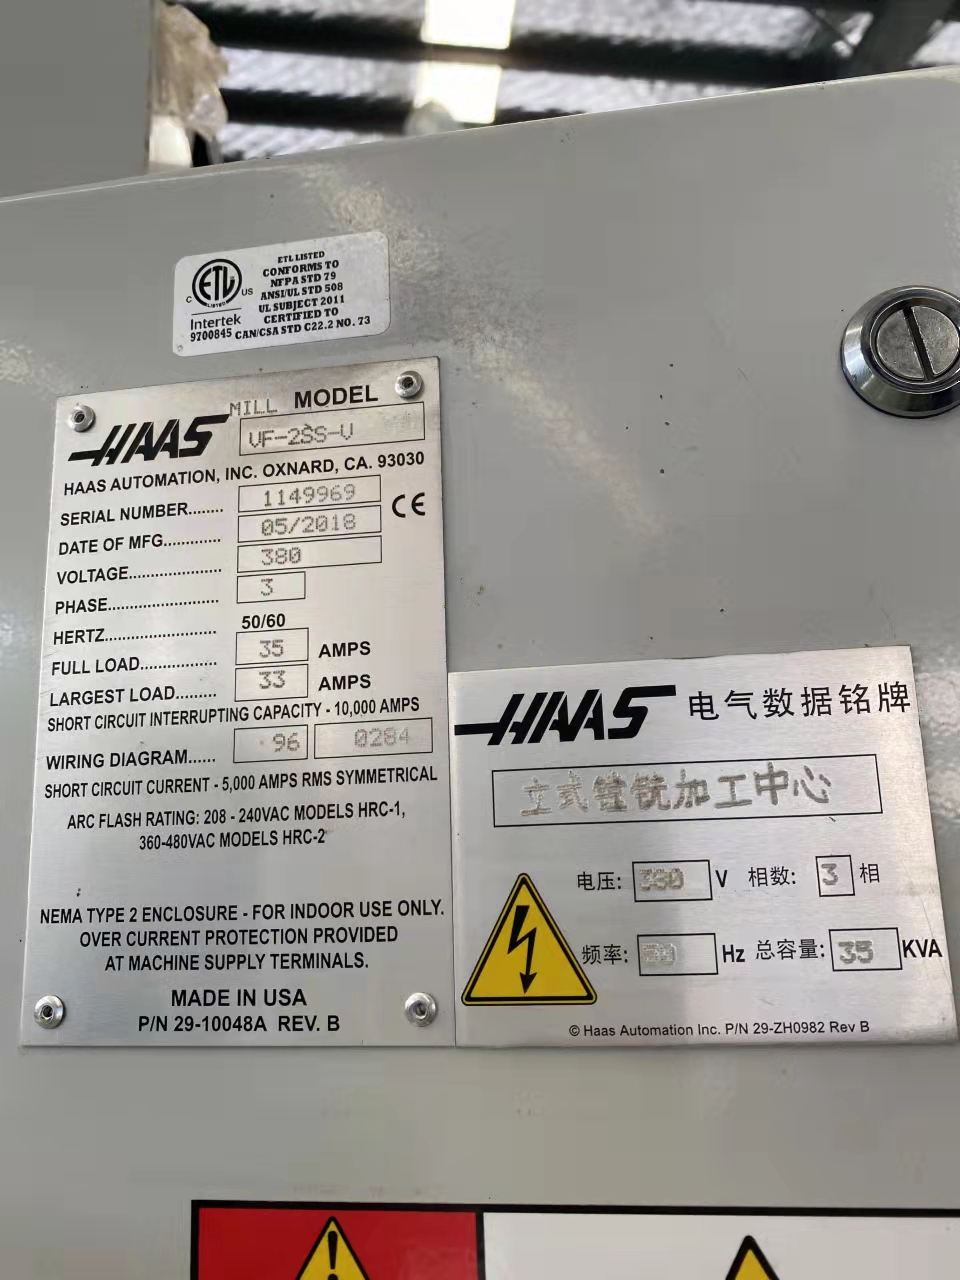 ETL LISTED
CONFORMS TO
NFPA STD 79
ANSI/UL STD 508
UL SUBJECT 2011
CERTIFIED TO
CAN/CSA STD C22.2 NO. 73
C ETL US
LISTED
Intertek
9700845
HAAS
MILL MODEL
VF-2SS-V
HAAS AUTOMATION, INC. OXNARD, CA. 93030
SERIAL NUMBER........ 1149969
CE
DATE OF MFG............. 05/2018
VOLTAGE..................... 380
PHASE......................... 3
HERTZ......................... 50/60
FULL LOAD................. 35 AMPS
LARGEST LOAD......... 33 AMPS
SHORT CIRCUIT INTERRUPTING CAPACITY - 10,000 AMPS
WIRING DIAGRAM...... 96 0284
SHORT CIRCUIT CURRENT - 5,000 AMPS RMS SYMMETRICAL
ARC FLASH RATING: 208 - 240VAC MODELS HRC-1,
360-480VAC MODELS HRC-2
NEMA TYPE 2 ENCLOSURE - FOR INDOOR USE ONLY.
OVER CURRENT PROTECTION PROVIDED
AT MACHINE SUPPLY TERMINALS.
MADE IN USA
P/N 29-10048A REV. B
HAAS 电气数据铭牌
立式镗铣加工中心
电压: 380 V 相数: 3 相
频率: Hz 总容量: 35 KVA
© Haas Automation Inc. P/N 29-ZH0982 Rev B